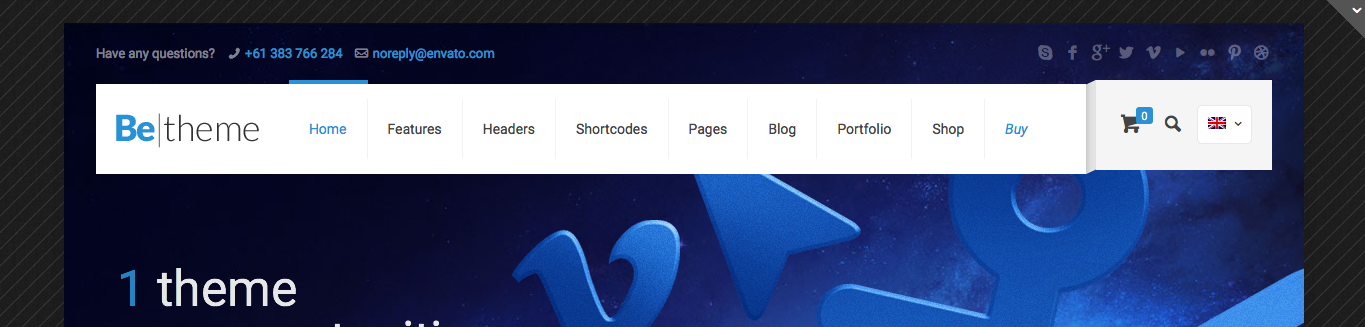 Have any questions? +61 383 766 284 noreply@envato.com
Be|theme
Home Features Headers Shortcodes Pages Blog Portfolio Shop Buy
0
1 theme